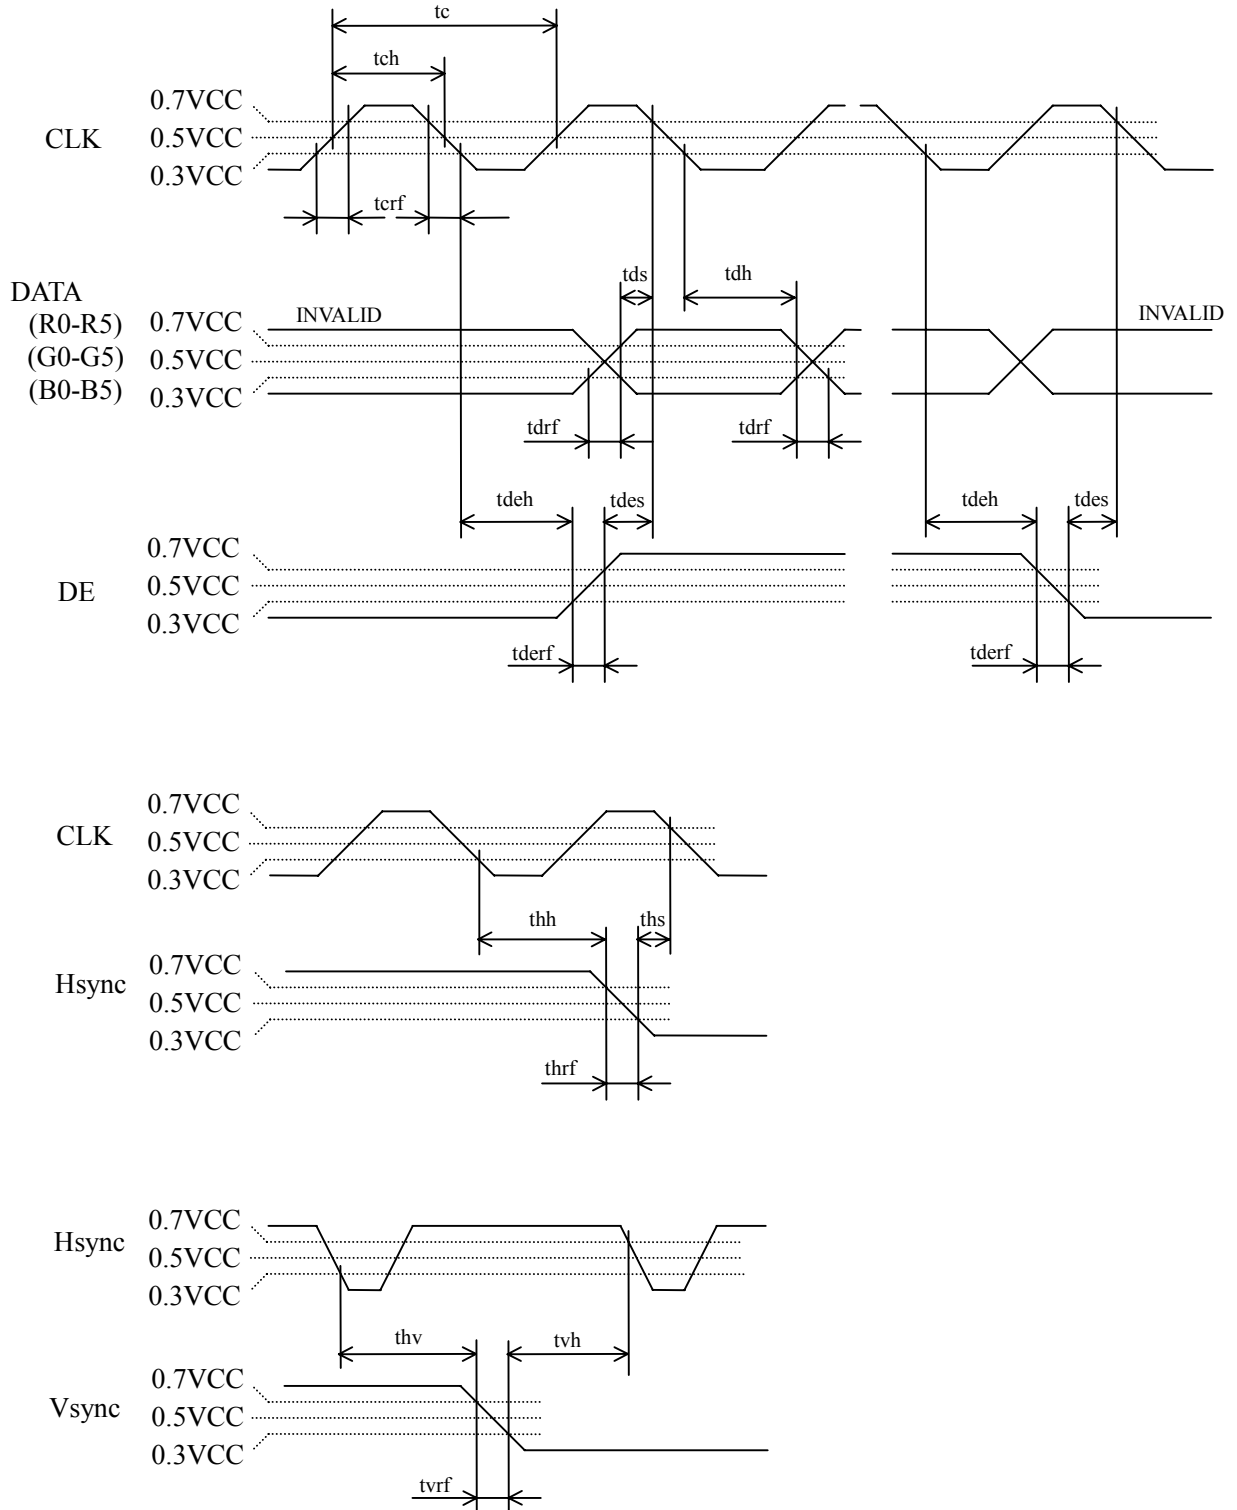 tc
tch
0.7VCC
CLK
0.5VCC
0.3VCC
tcrf
tds
tdh
DATA
(R0-R5)
0.7VCC
INVALID
INVALID
(G0-G5)
0.5VCC
(B0-B5)
0.3VCC
tdrf
tdrf
tdeh
tdes
tdeh
tdes
0.7VCC
DE
0.5VCC
0.3VCC
tderf
tderf
0.7VCC
CLK
0.5VCC
0.3VCC
thh
ths
0.7VCC
Hsync
0.5VCC
0.3VCC
thrf
0.7VCC
Hsync
0.5VCC
0.3VCC
thv
tvh
0.7VCC
Vsync
0.5VCC
0.3VCC
tvrf